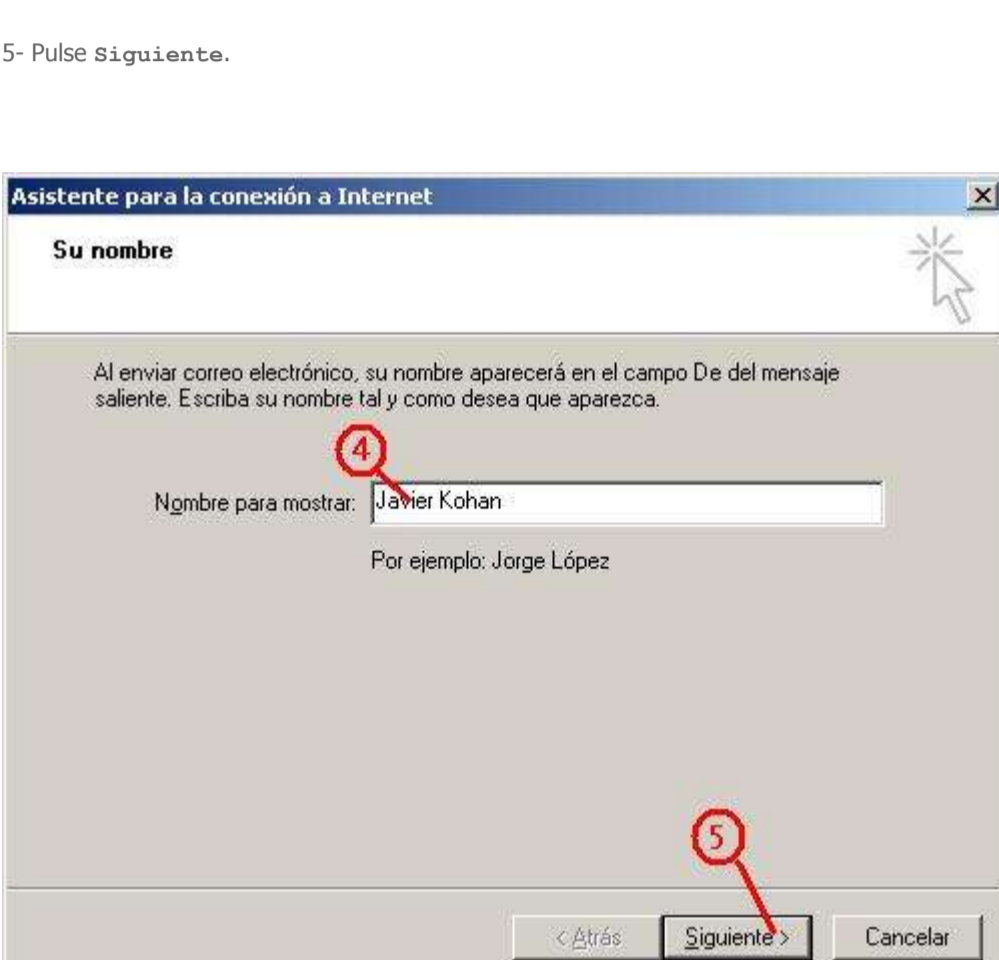 5- Pulse Siguiente.
Asistente para la conexión a Internet
Su nombre
Al enviar correo electrónico, su nombre aparecerá en el campo De del mensaje
saliente. Escriba su nombre tal y como desea que aparezca.
4
Nombre para mostrar: Javier Kohan
Por ejemplo: Jorge López
5
< Atrás Siguiente > Cancelar